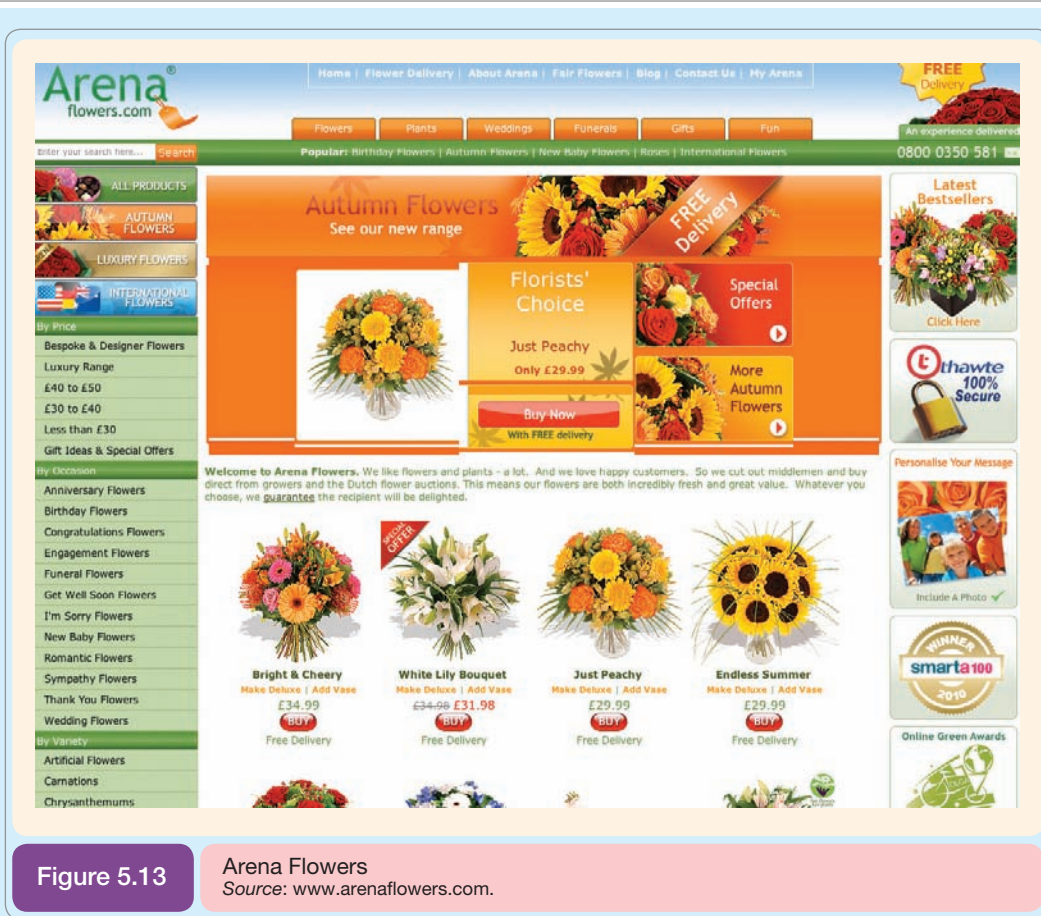 Arena®
flowers.com
Home | Flower Delivery | About Arena | Fair Flowers | Blog | Contact Us | My Arena
FREE
Delivery
An experience delivered
Flowers
Plants
Weddings
Funerals
Gifts
Fun
Enter your search here...
Search
Popular: Birthday Flowers | Autumn Flowers | New Baby Flowers | Roses | International Flowers
0800 0350 581
ALL PRODUCTS
AUTUMN
FLOWERS
LUXURY FLOWERS
INTERNATIONAL
FLOWERS
By Price
Bespoke & Designer Flowers
Luxury Range
£40 to £50
£30 to £40
Less than £30
Gift Ideas & Special Offers
By Occasion
Anniversary Flowers
Birthday Flowers
Congratulations Flowers
Engagement Flowers
Funeral Flowers
Get Well Soon Flowers
I'm Sorry Flowers
New Baby Flowers
Romantic Flowers
Sympathy Flowers
Thank You Flowers
Wedding Flowers
By Variety
Artificial Flowers
Carnations
Chrysanthemums
Autumn Flowers
See our new range
FREE
Delivery
Florists'
Choice
Just Peachy
Only £29.99
Buy Now
With FREE delivery
Special
Offers
More
Autumn
Flowers
Welcome to Arena Flowers. We like flowers and plants - a lot. And we love happy customers. So we cut out middlemen and buy
direct from growers and the Dutch flower auctions. This means our flowers are both incredibly fresh and great value. Whatever you
choose, we guarantee the recipient will be delighted.
SPECIAL
OFFER
Bright & Cheery
Make Deluxe | Add Vase
£34.99
BUY
Free Delivery
White Lily Bouquet
Make Deluxe | Add Vase
£34.98 £31.98
BUY
Free Delivery
Just Peachy
Make Deluxe | Add Vase
£29.99
BUY
Free Delivery
Endless Summer
Make Deluxe | Add Vase
£29.99
BUY
Free Delivery
Latest
Bestsellers
Click Here
thawte
100%
Secure
Personalise Your Message
Include A Photo
WINNER
smarta100
2010
Online Green Awards
Figure 5.13
Arena Flowers
Source: www.arenaflowers.com.